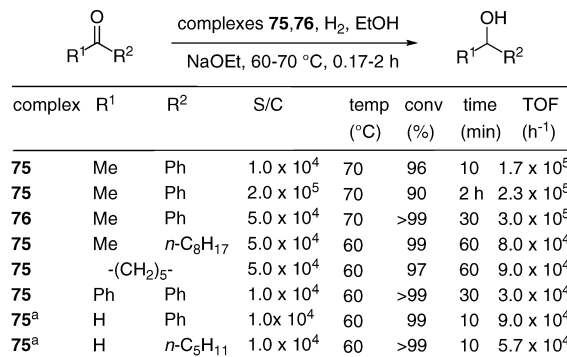 O
R¹ R²
complexes 75,76, H₂, EtOH
NaOEt, 60-70 °C, 0.17-2 h
OH
R¹ R²
complex R¹ R² S/C temp conv time TOF
(°C) (%) (min) (h⁻¹)
75 Me Ph 1.0 x 10⁴ 70 96 10 1.7 x 10⁵
75 Me Ph 2.0 x 10⁵ 70 90 2 h 2.3 x 10⁵
76 Me Ph 5.0 x 10⁴ 70 >99 30 3.0 x 10⁵
75 Me n-C₈H₁₇ 5.0 x 10⁴ 60 99 60 8.0 x 10⁴
75 -(CH₂)₅- 5.0 x 10⁴ 60 97 60 9.0 x 10⁴
75 Ph Ph 1.0 x 10⁴ 60 >99 30 3.0 x 10⁴
75ᵃ H Ph 1.0x 10⁴ 60 99 10 9.0 x 10⁴
75ᵃ H n-C₅H₁₁ 1.0 x 10⁴ 60 >99 10 5.7 x 10⁴